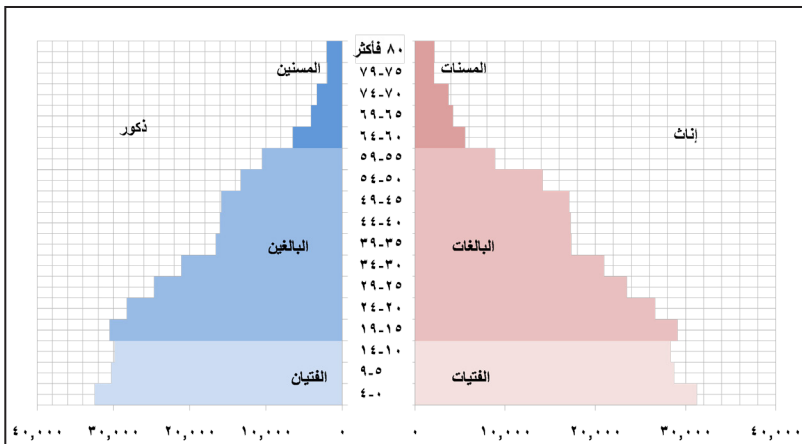 ٨٠ فأكثر
المسنين
المسنات
٧٩-٧٥
٧٤-٧٠
٦٩-٦٥
ذكور
إناث
٦٤-٦٠
٥٩-٥٥
٥٤-٥٠
٤٩-٤٥
٤٤-٤٠
البالغين
البالغات
٣٩-٣٥
٣٤-٣٠
٢٩-٢٥
٢٤-٢٠
١٩-١٥
١٤-١٠
الفتيان
الفتيات
٩-٥
٤-٠
٤٠,٠٠٠ ٣٠,٠٠٠ ٢٠,٠٠٠ ١٠,٠٠٠ ٠
٠ ١٠,٠٠٠ ٢٠,٠٠٠ ٣٠,٠٠٠ ٤٠,٠٠٠